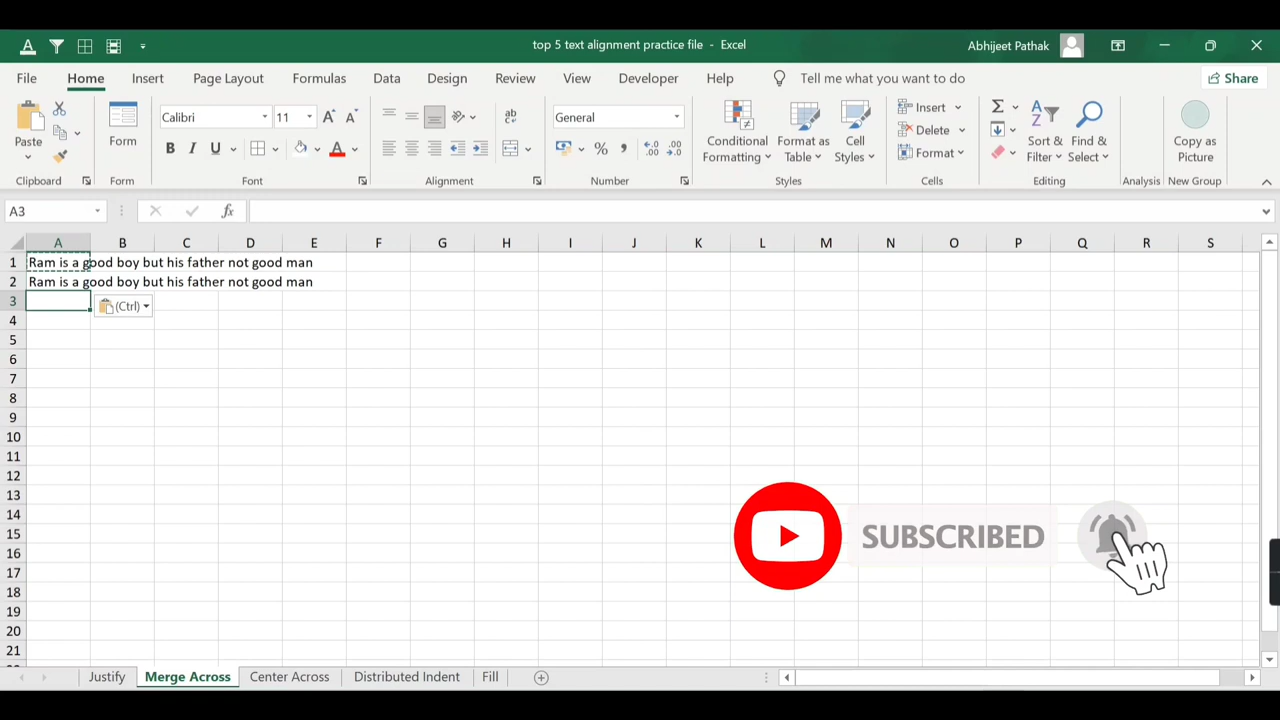 top 5 text alignment practice file - Excel
Abhijeet Pathak
File Home Insert Page Layout Formulas Data Design Review View Developer Help Tell me what you want to do Share
Paste
Form
Calibri 11
B I U
ab
General
Conditional Formatting
Format as Table
Cell Styles
Insert
Delete
Format
Sort & Filter
Find & Select
Copy as Picture
Clipboard Form Font Alignment Number Styles Cells Editing Analysis New Group
A3 fx
A B C D E F G H I J K L M N O P Q R S
1 Ram is a good boy but his father not good man
2 Ram is a good boy but his father not good man
3 (Ctrl)
4
5
6
7
8
9
10
11
12
13
14
15
16
17
18
19
20
21
SUBSCRIBED
Justify Merge Across Center Across Distributed Indent Fill